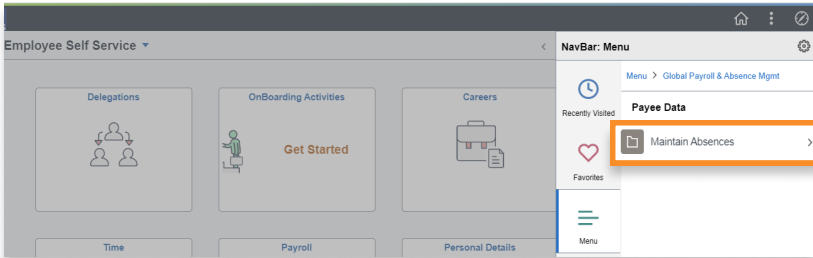 Employee Self Service
NavBar: Menu
Menu > Global Payroll & Absence Mgmt
Delegations
OnBoarding Activities
Careers
Get Started
Recently Visited
Payee Data
Maintain Absences
Favorites
Menu
Time
Payroll
Personal Details